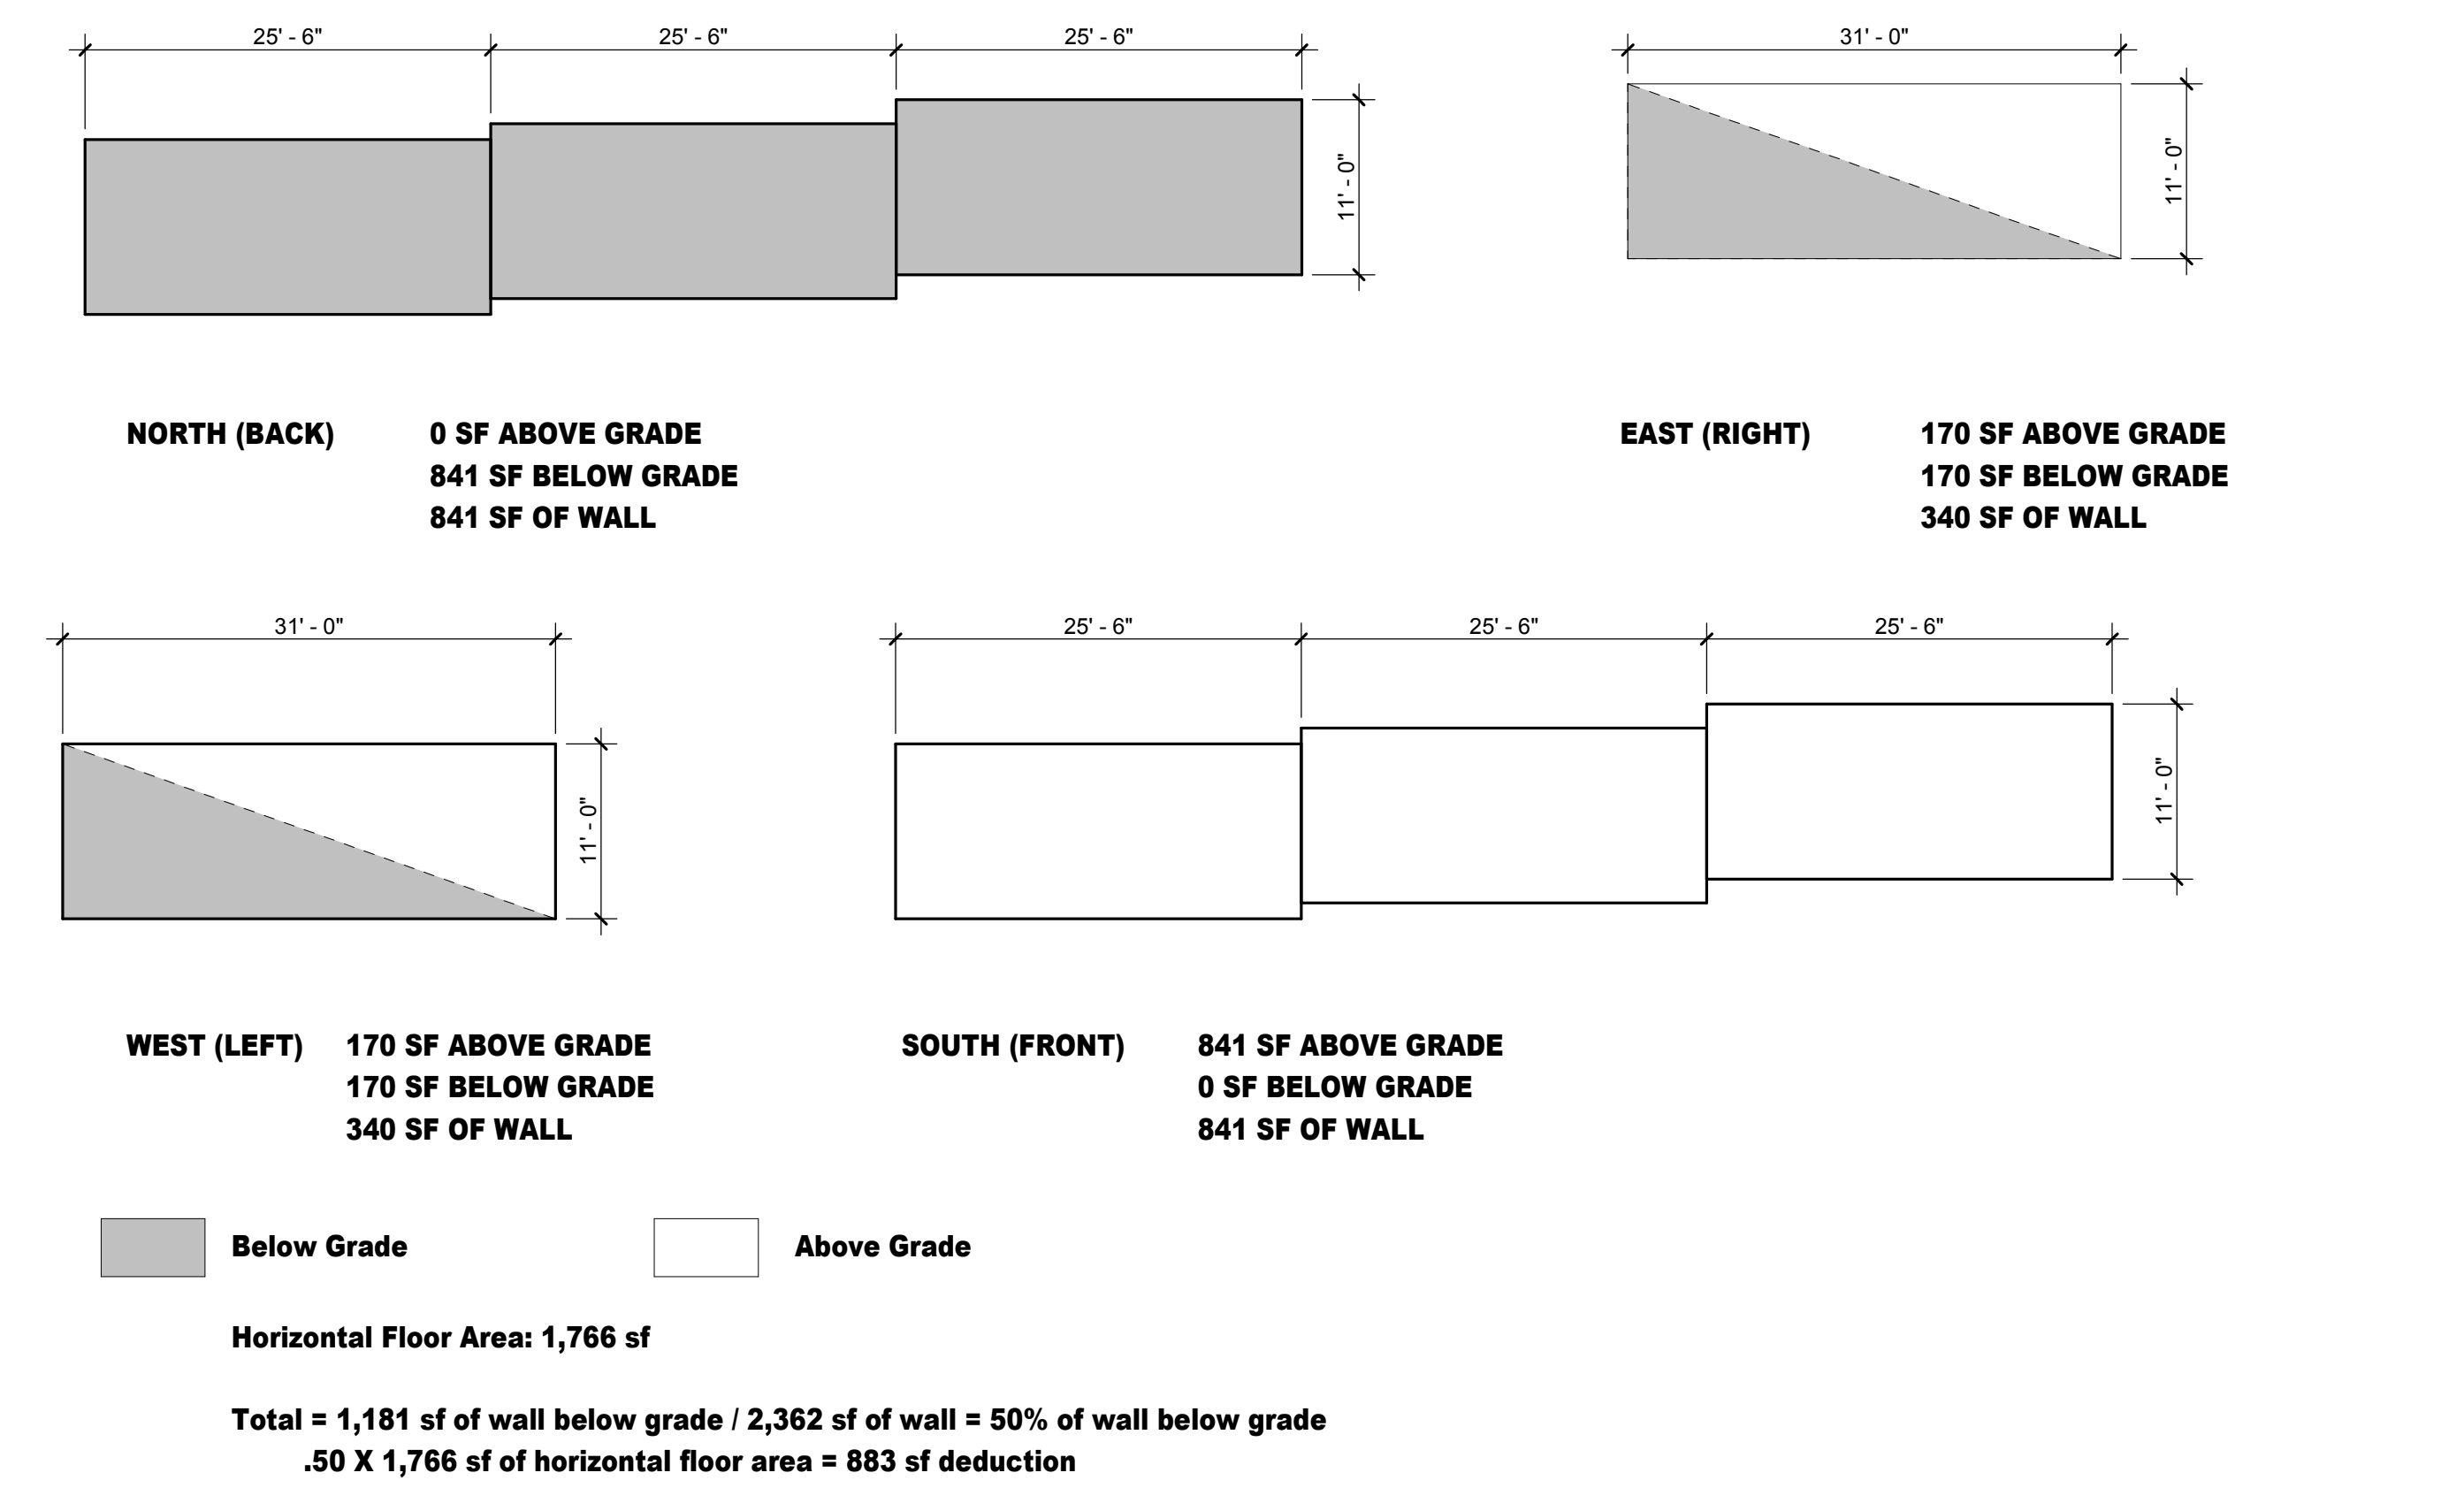 25' - 6" 25' - 6" 25' - 6"
11' - 0"
31' - 0"
11' - 0"
NORTH (BACK) 0 SF ABOVE GRADE
841 SF BELOW GRADE
841 SF OF WALL
EAST (RIGHT) 170 SF ABOVE GRADE
170 SF BELOW GRADE
340 SF OF WALL
31' - 0"
11' - 0"
25' - 6" 25' - 6" 25' - 6"
11' - 0"
WEST (LEFT) 170 SF ABOVE GRADE
170 SF BELOW GRADE
340 SF OF WALL
SOUTH (FRONT) 841 SF ABOVE GRADE
0 SF BELOW GRADE
841 SF OF WALL
Below Grade
Above Grade
Horizontal Floor Area: 1,766 sf
Total = 1,181 sf of wall below grade / 2,362 sf of wall = 50% of wall below grade
.50 X 1,766 sf of horizontal floor area = 883 sf deduction